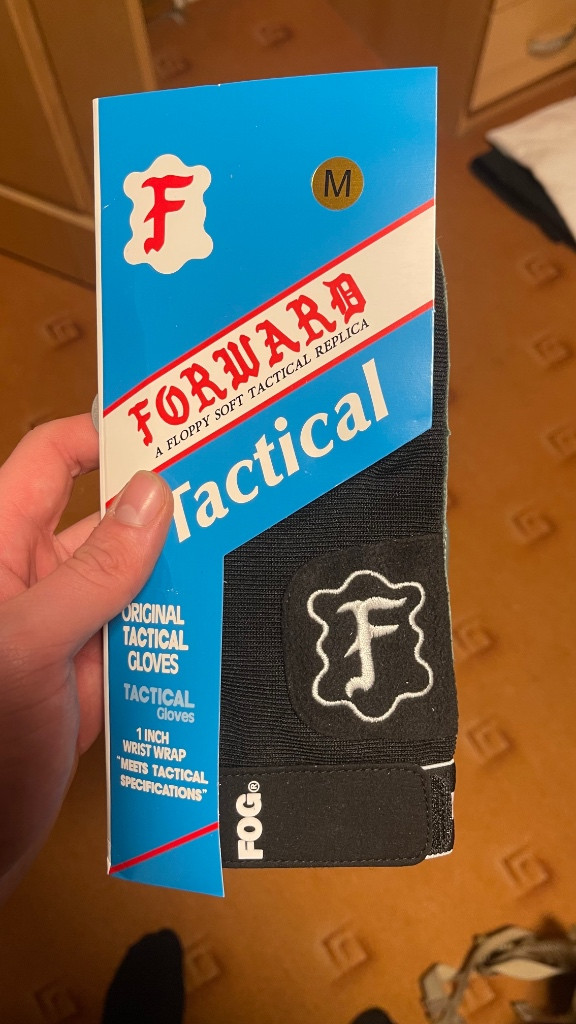 F
M
FORWARD
A FLOPPY SOFT TACTICAL REPLICA
Tactical
ORIGINAL
TACTICAL
GLOVES
TACTICAL
Gloves
1 INCH
WRIST WRAP
"MEETS TACTICAL
SPECIFICATIONS"
F
FOG®